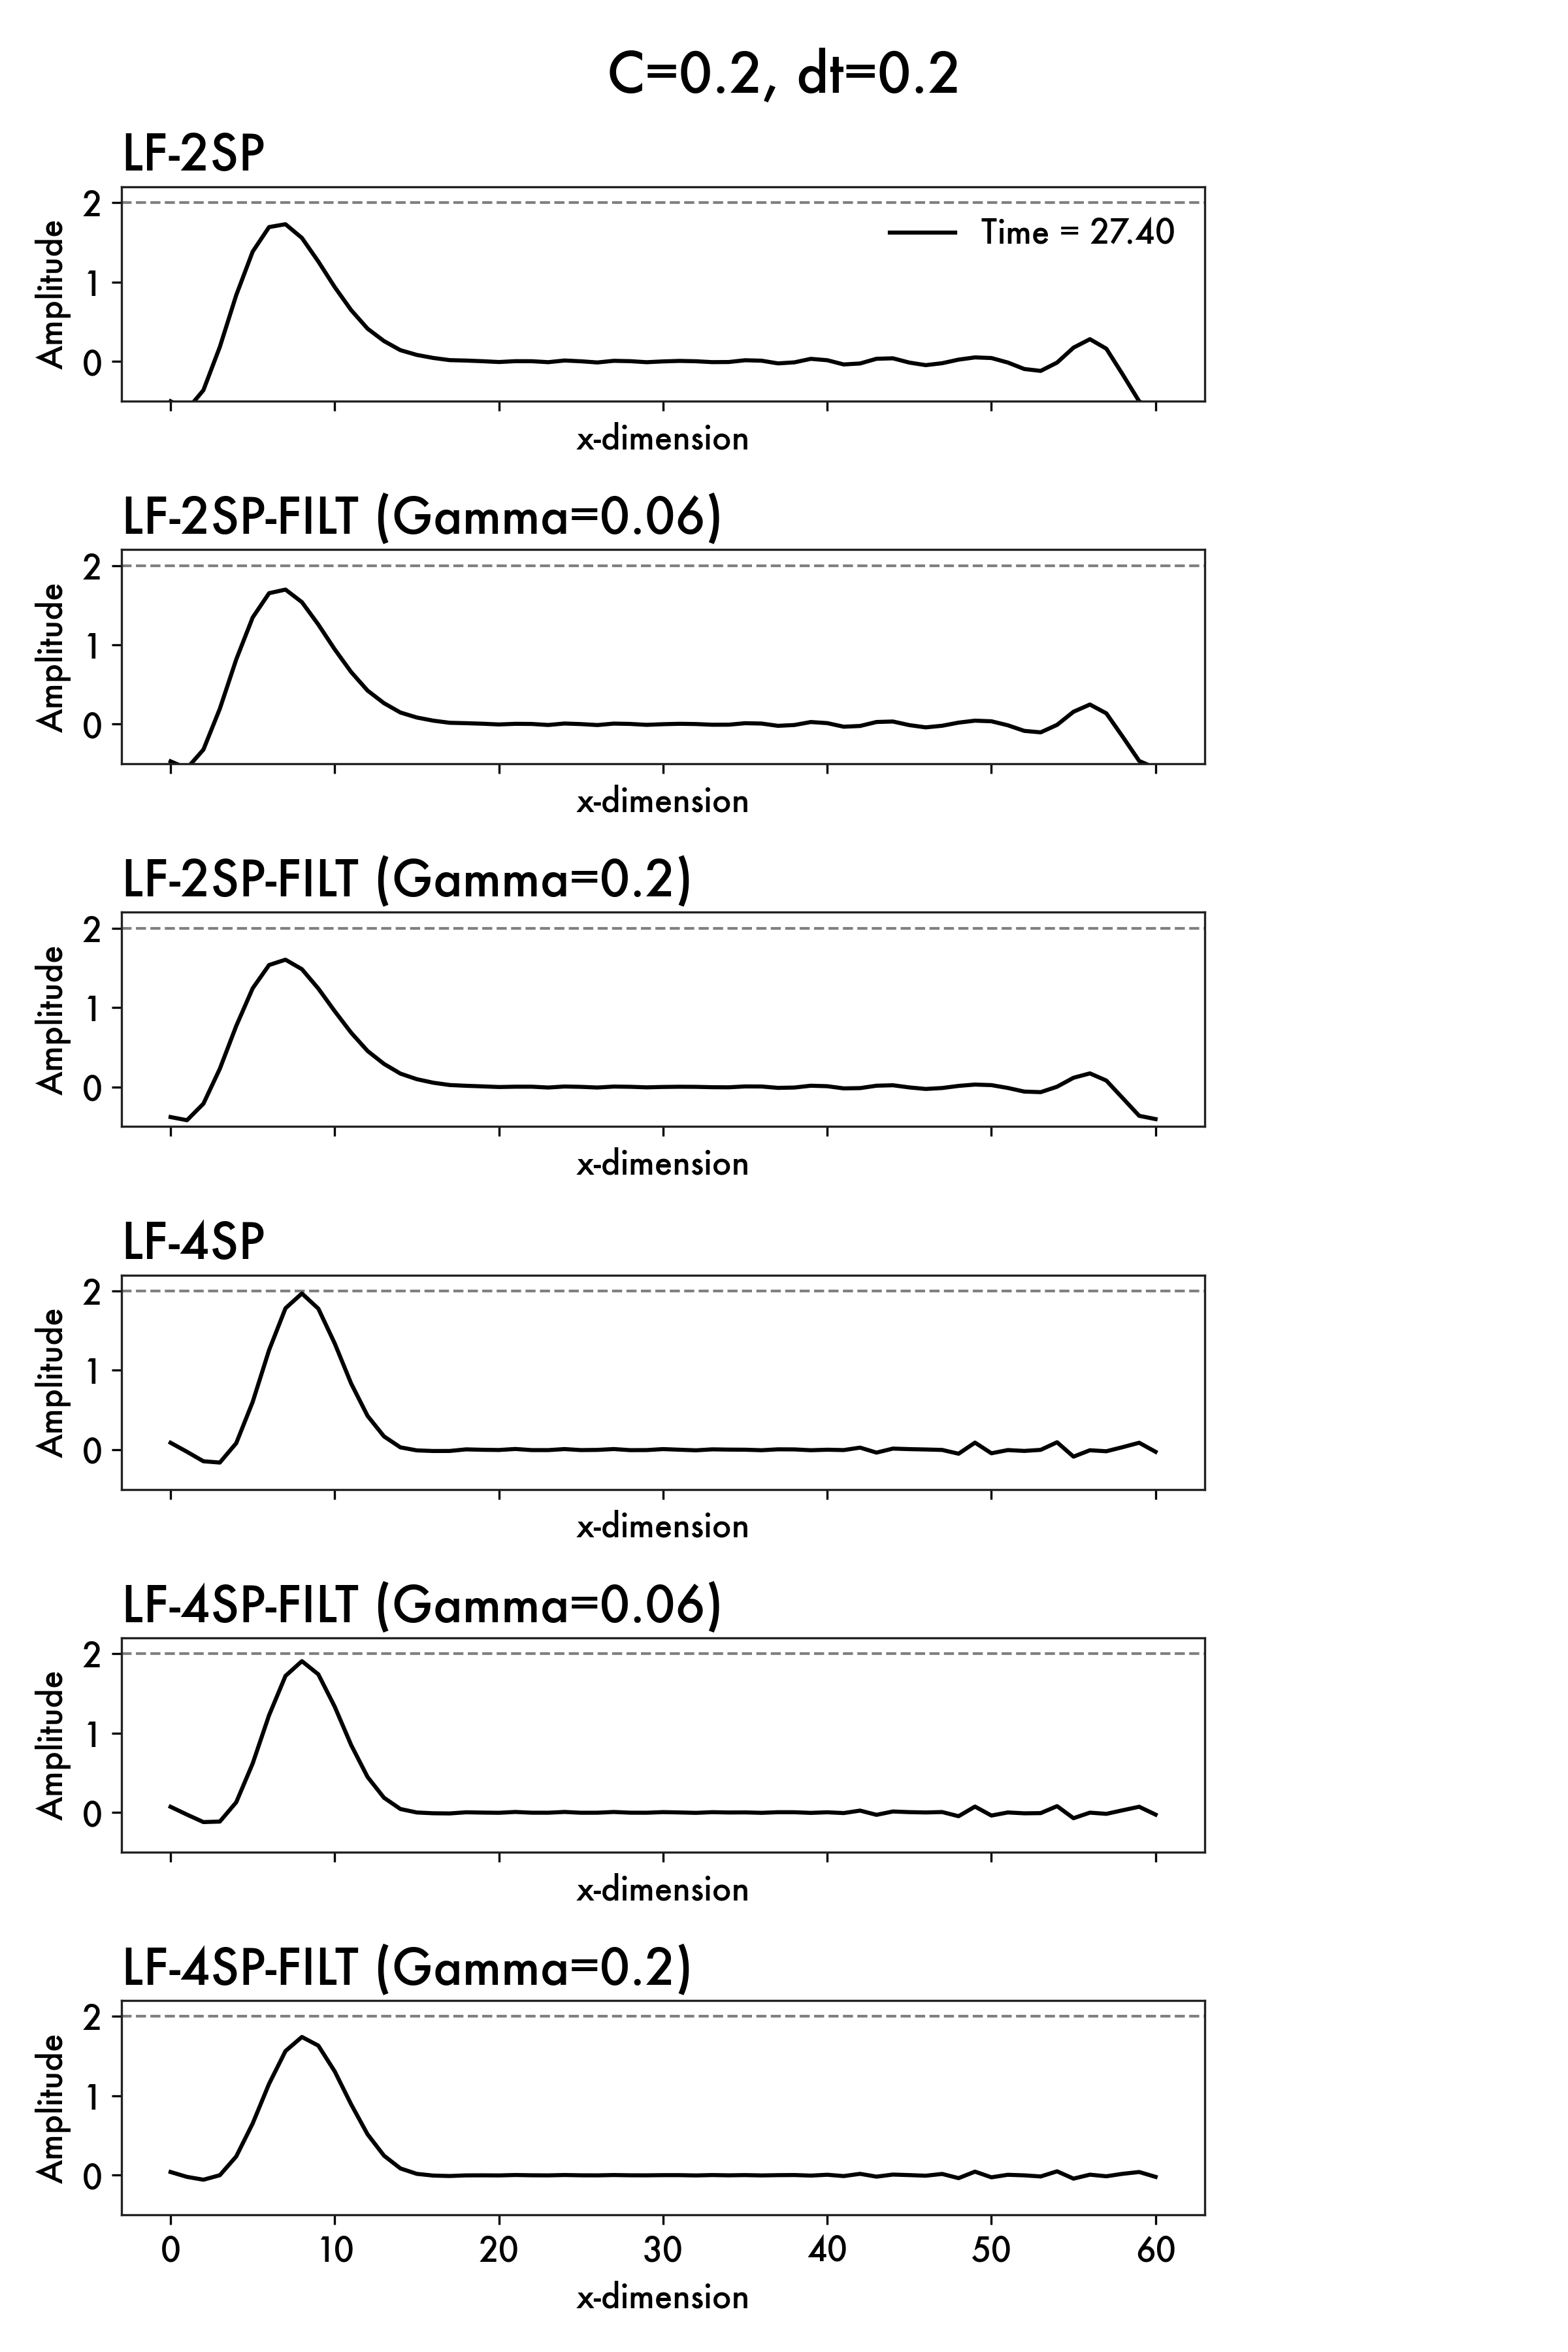 C=0.2, dt=0.2
LF-2SP
2
1
0
Amplitude
Time = 27.40
x-dimension
LF-2SP-FILT (Gamma=0.06)
2
1
0
Amplitude
x-dimension
LF-2SP-FILT (Gamma=0.2)
2
1
0
Amplitude
x-dimension
LF-4SP
2
1
0
Amplitude
x-dimension
LF-4SP-FILT (Gamma=0.06)
2
1
0
Amplitude
x-dimension
LF-4SP-FILT (Gamma=0.2)
2
1
0
Amplitude
0 10 20 30 40 50 60
x-dimension